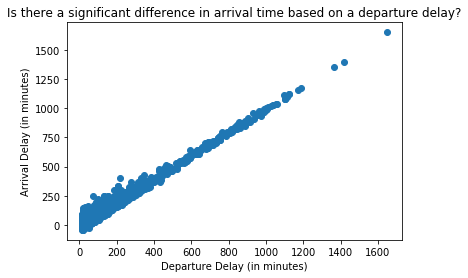 Is there a significant difference in arrival time based on a departure delay?
1500
1250
1000
750
500
250
0
Arrival Delay (in minutes)
0 200 400 600 800 1000 1200 1400 1600
Departure Delay (in minutes)